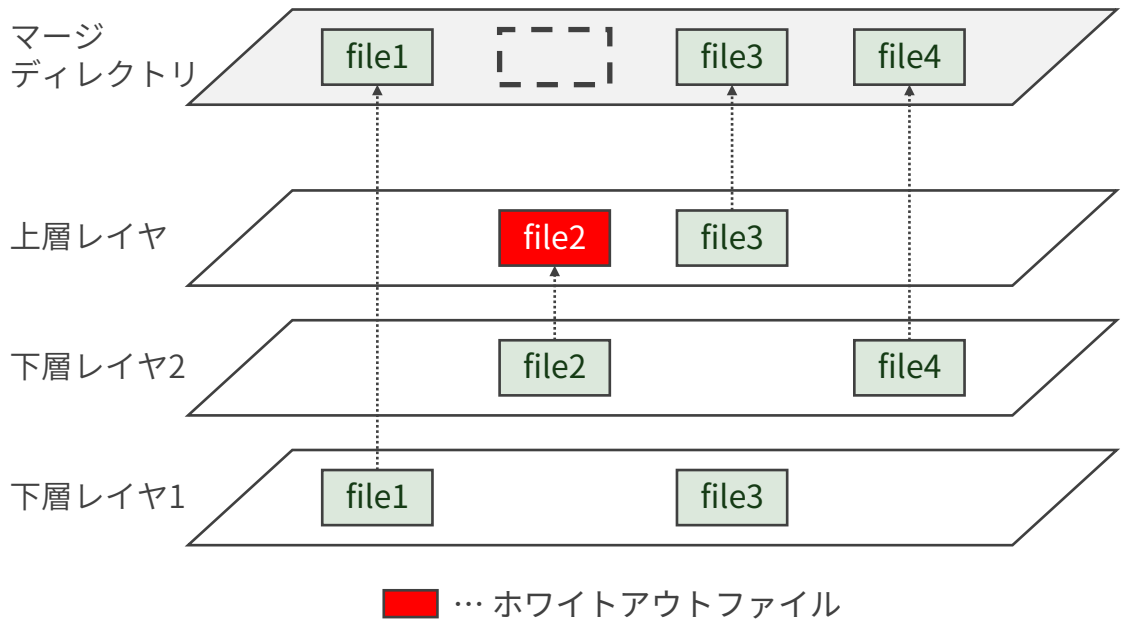 マージ
ディレクトリ
file1
file3
file4
上層レイヤ
file2
file3
下層レイヤ2
file2
file4
下層レイヤ1
file1
file3
… ホワイトアウトファイル